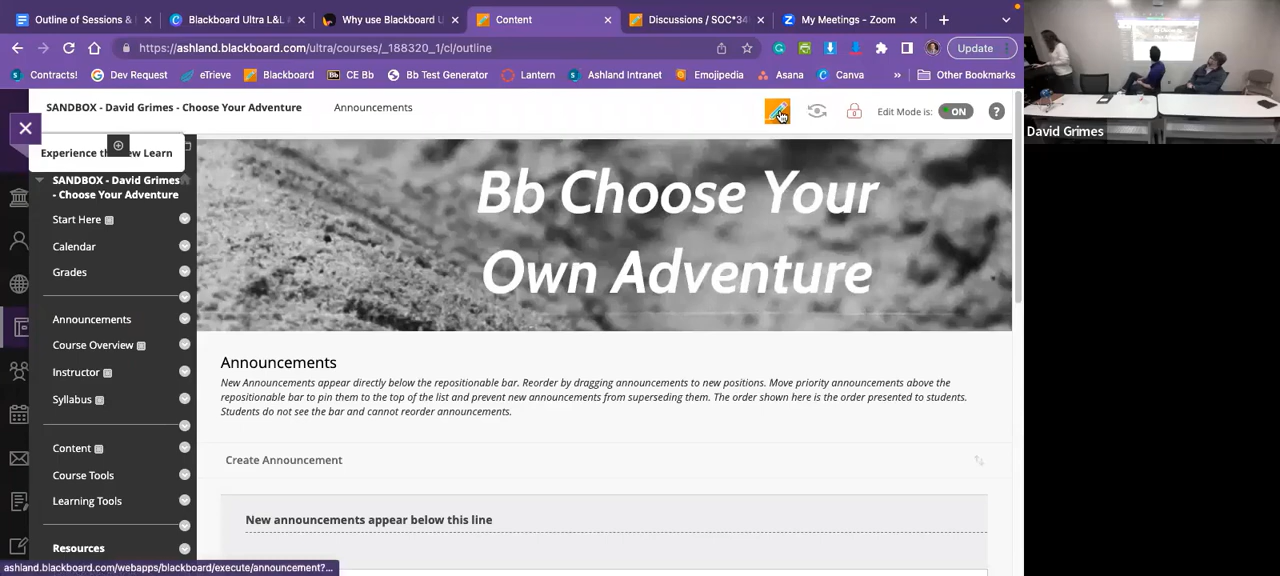 Outline of Sessions &
Blackboard Ultra L&L
Why use Blackboard U
Content
Discussions / SOC*34
My Meetings - Zoom
https://ashland.blackboard.com/ultra/courses/_188320_1/cl/outline
Update
Contracts!
Dev Request
eTrieve
Blackboard
CE Bb
Bb Test Generator
Lantern
Ashland Intranet
Emojipedia
Asana
Canva
»
Other Bookmarks
SANDBOX - David Grimes - Choose Your Adventure
Announcements
Edit Mode is:
ON
?
Experience th
w Learn
SANDBOX - David Grimes
- Choose Your Adventure
Start Here
Calendar
Grades
Announcements
Course Overview
Instructor
Syllabus
Content
Course Tools
Learning Tools
Resources
ashland.blackboard.com/webapps/blackboard/execute/announcement?...
Bb Choose Your
Own Adventure
Announcements
New Announcements appear directly below the repositionable bar. Reorder by dragging announcements to new positions. Move priority announcements above the
repositionable bar to pin them to the top of the list and prevent new announcements from superseding them. The order shown here is the order presented to students.
Students do not see the bar and cannot reorder announcements.
Create Announcement
New announcements appear below this line
David Grimes